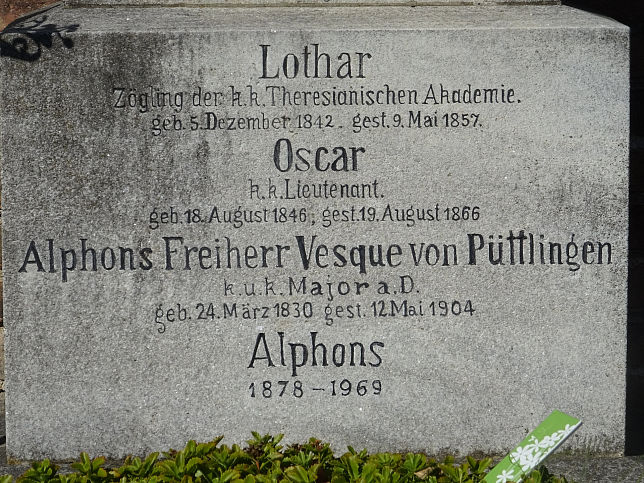 Lothar
Zögling der k.k. Theresianischen Akademie.
geb. 5. Dezember 1842. gest. 9. Mai 1857.
Oscar
k.k. Lieutenant.
geb. 18. August 1846; gest. 19. August 1866
Alphons Freiherr Vesque von Püttlingen
k.u.k. Major a.D.
geb. 24. März 1830 gest. 12. Mai 1904
Alphons
1878 – 1969